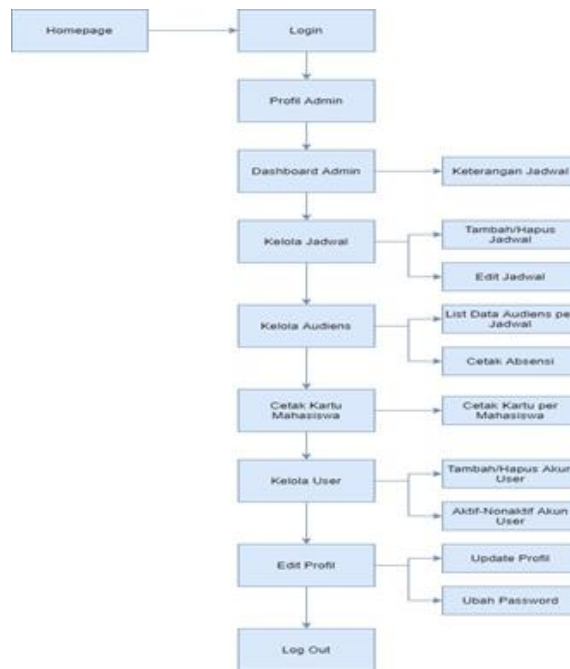 Homepage
Login
Profil Admin
Dashboard Admin
Keterangan Jadwal
Kelola Jadwal
Tambah/Hapus
Jadwal
Edit Jadwal
Kelola Audiens
List Data Audiens per
Jadwal
Cetak Absensi
Cetak Kartu
Mahasiswa
Cetak Kartu per
Mahasiswa
Kelola User
Tambah/Hapus Akun
User
Aktif-Nonaktif Akun
User
Edit Profil
Update Profil
Ubah Password
Log Out